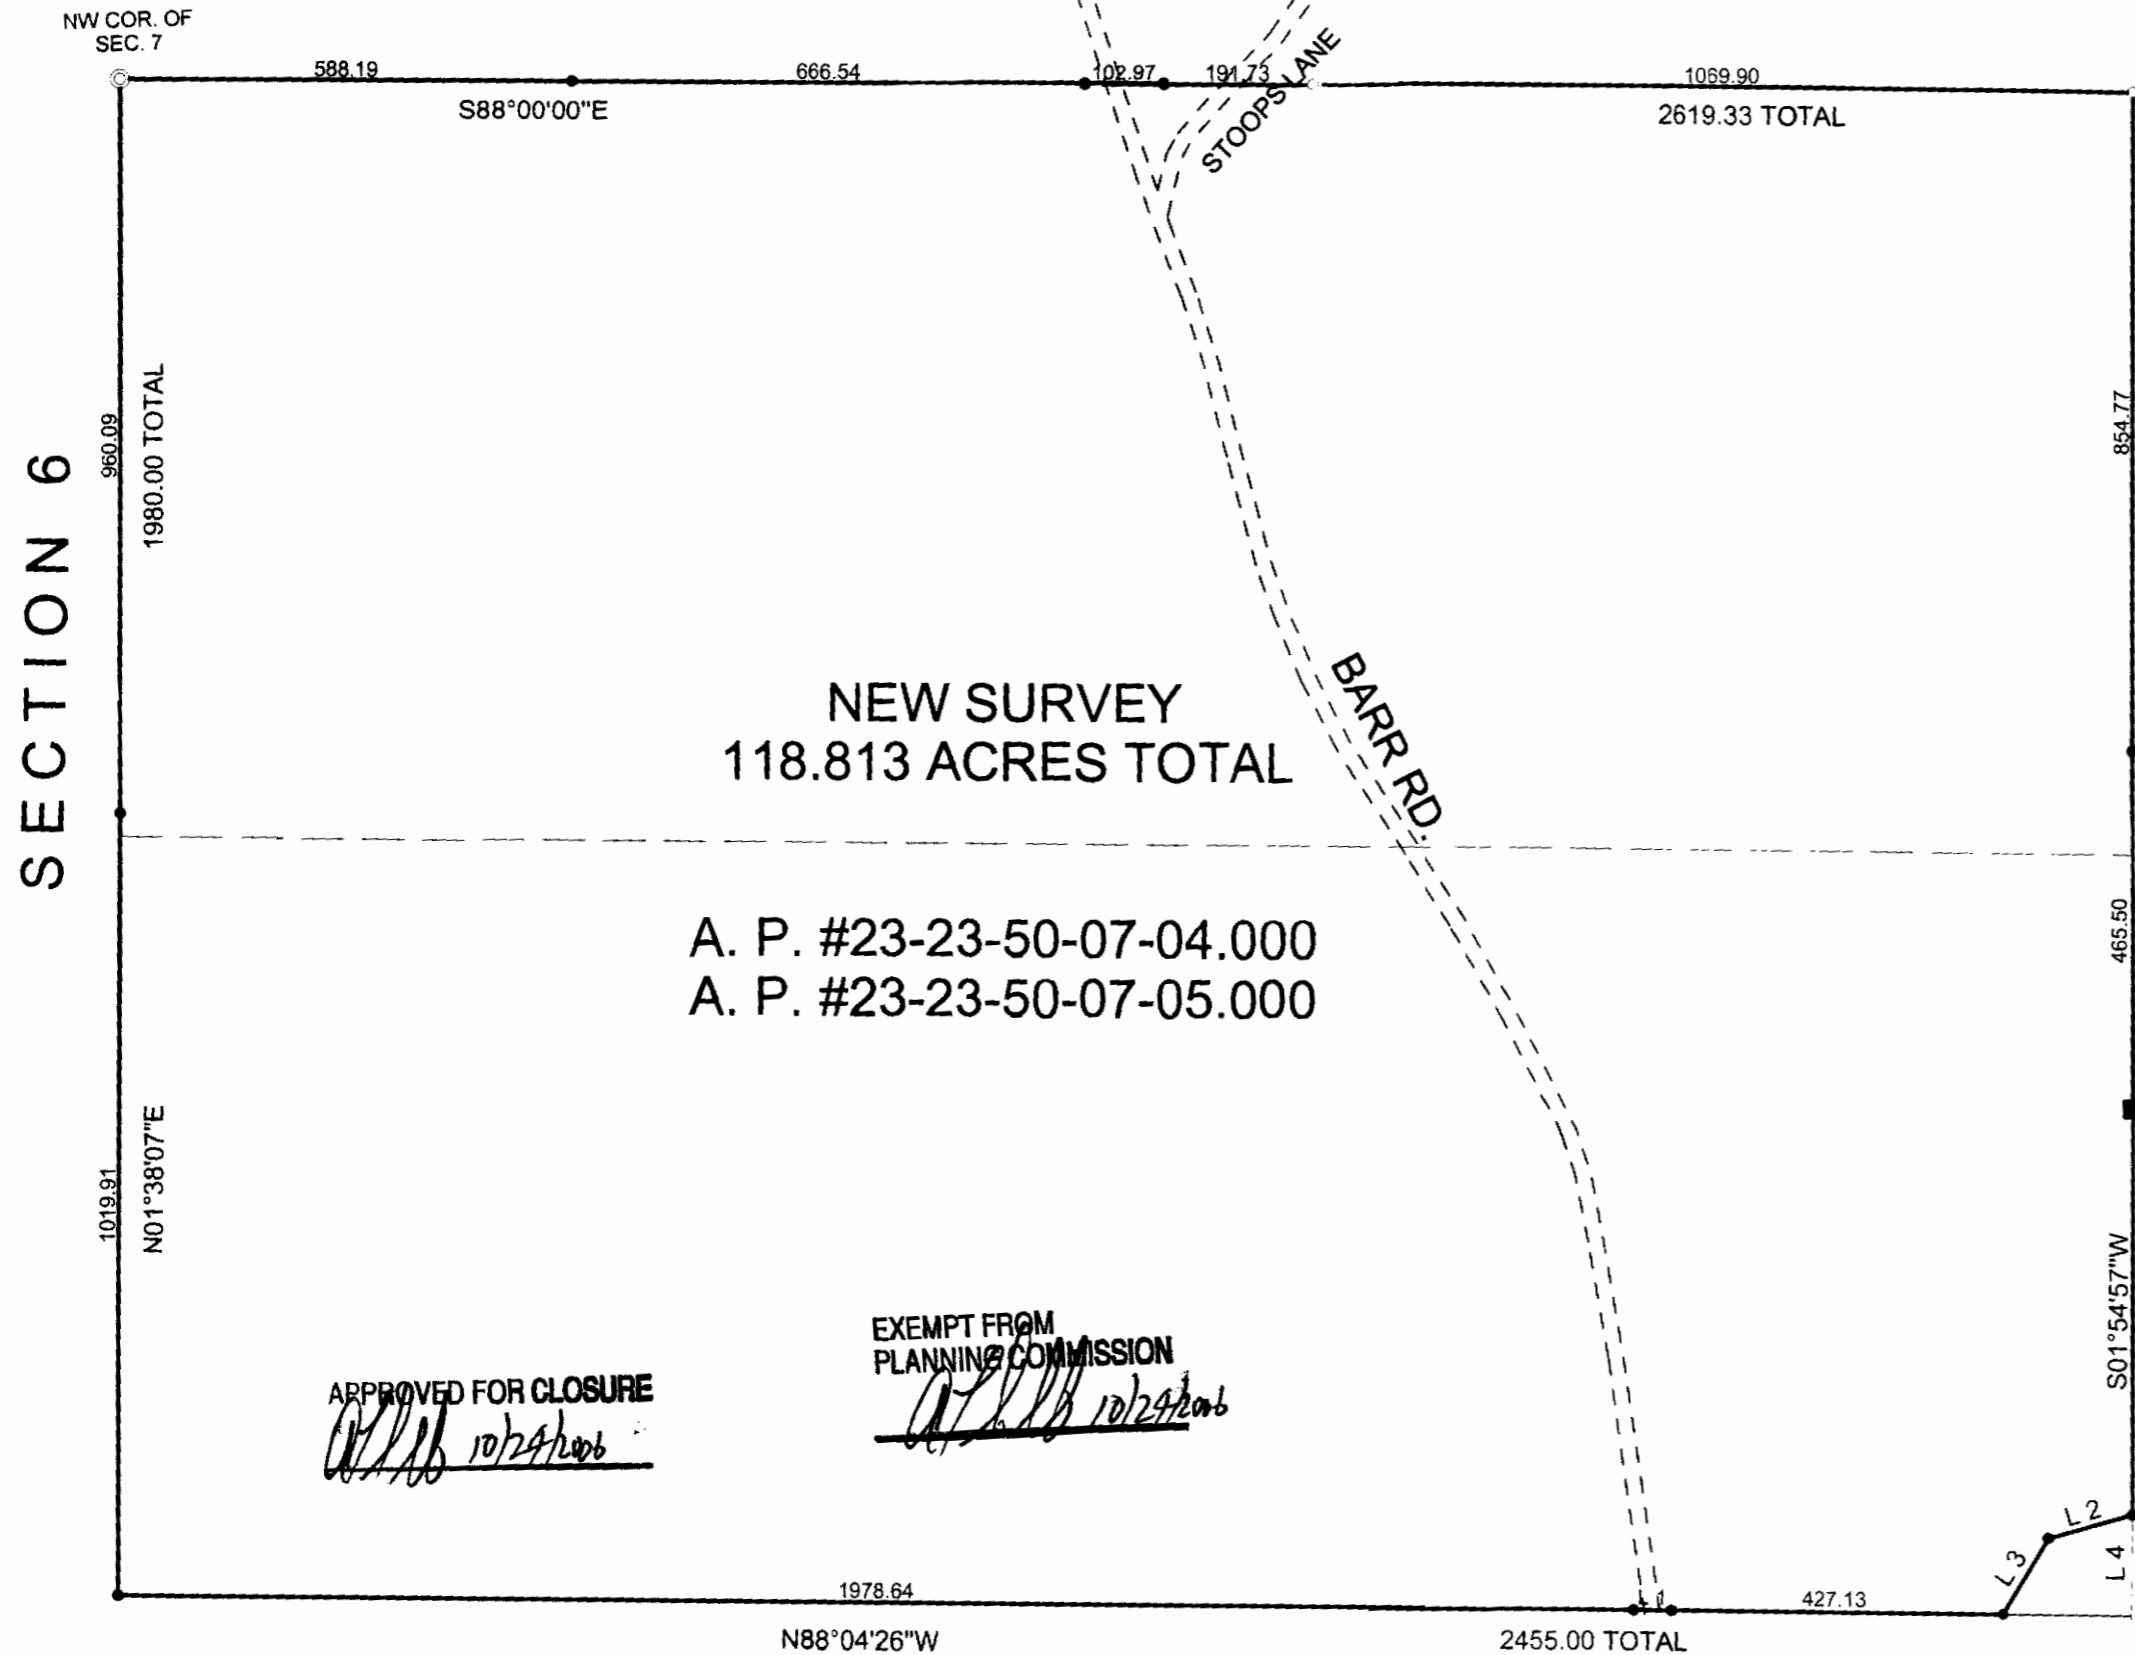 NW COR. OF
SEC. 7
588.19
666.54
102.97
191.73
1069.90
S88°00'00"E
2619.33 TOTAL
STOOPS LANE
SECTION 6
960.09
1980.00 TOTAL
854.77
NEW SURVEY
118.813 ACRES TOTAL
BARR RD.
A. P. #23-23-50-07-04.000
A. P. #23-23-50-07-05.000
465.50
1019.91
N01°38'07"E
S01°54'57"W
APPROVED FOR CLOSURE
10/24/2006
EXEMPT FROM
PLANNING COMMISSION
10/24/2006
L 2
L 3
L 4
1978.64
L 1
427.13
N88°04'26"W
2455.00 TOTAL